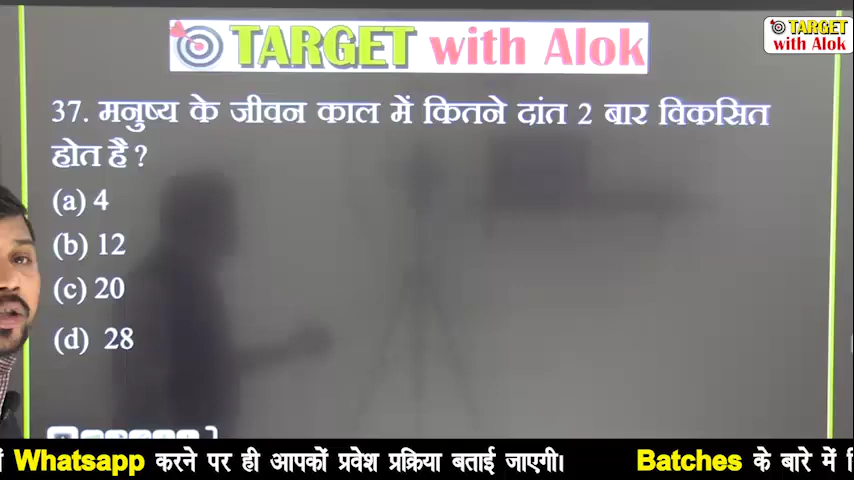 TARGET with Alok
TARGET
with Alok
37. मनुष्य के जीवन काल में कितने दांत 2 बार विकसित
होत है ?
(a) 4
(b) 12
(c) 20
(d) 28
Whatsapp करने पर ही आपकों प्रवेश प्रक्रिया बताई जाएगी। Batches के बारे में